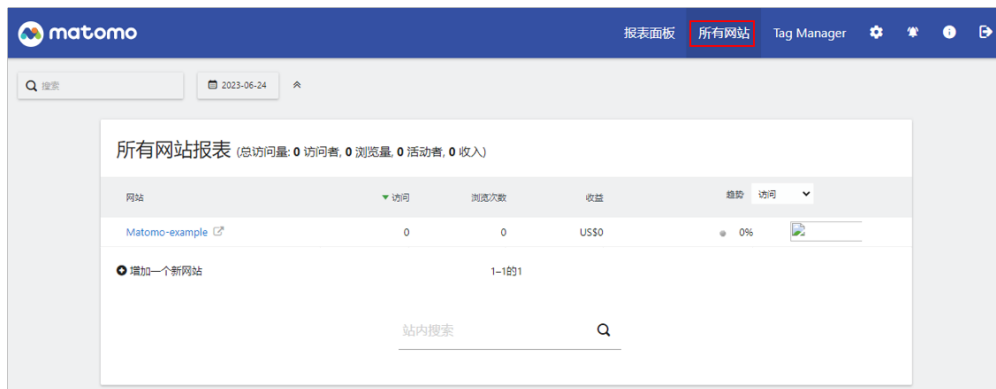 matomo 报表面板 所有网站 Tag Manager
搜索 2023-06-24
所有网站报表 (总访问量: 0 访问者, 0 浏览量, 0 活动者, 0 收入)
网站 访问 浏览次数 收益 趋势 访问
Matomo-example 0 0 US$0 0%
增加一个新网站 1–1的1
站内搜索